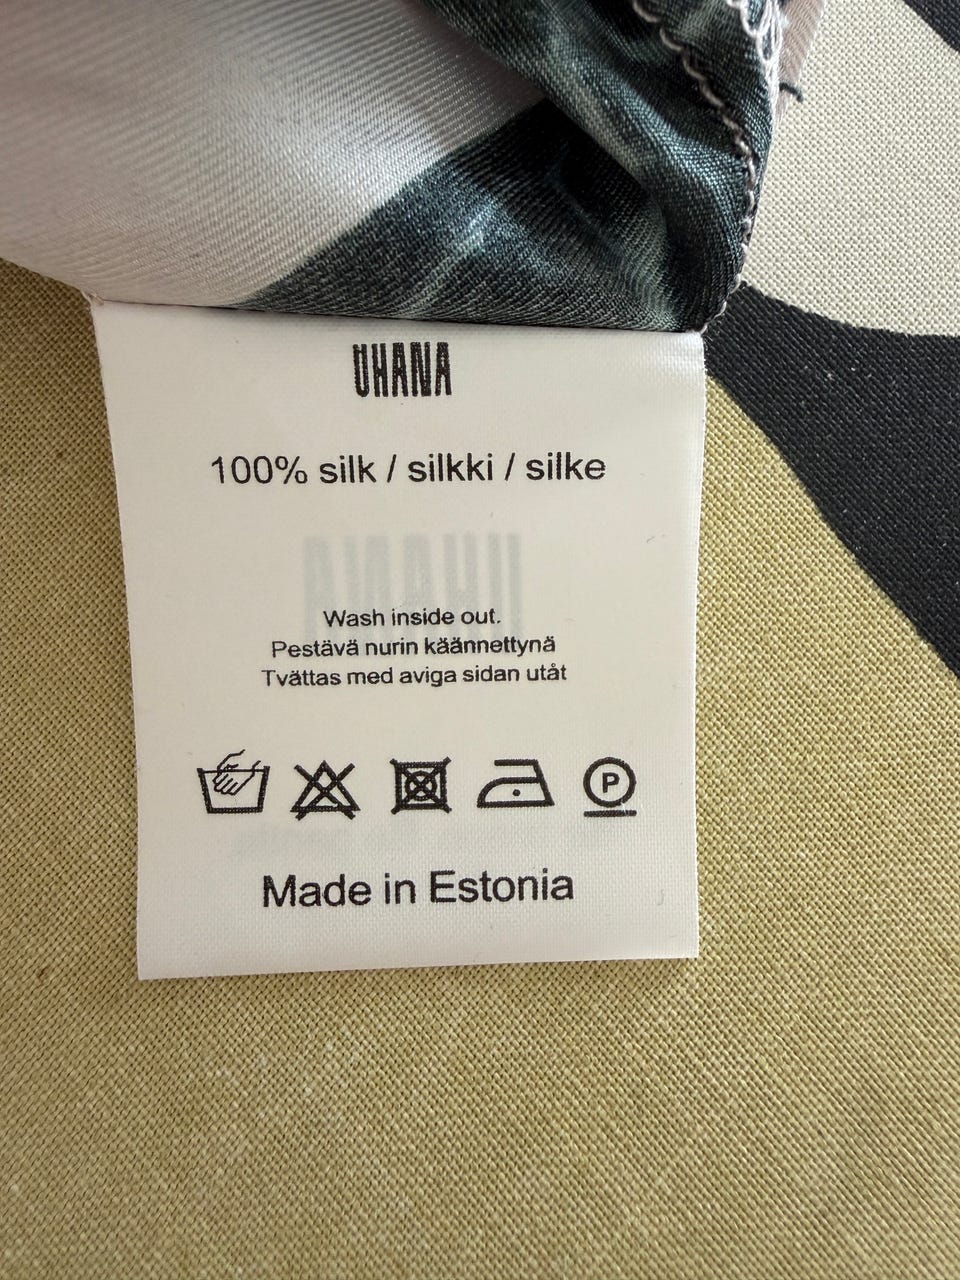 UHANA
100% silk / silkki / silke
Wash inside out.
Pestävä nurin käännettynä
Tvättas med aviga sidan utåt
P
Made in Estonia